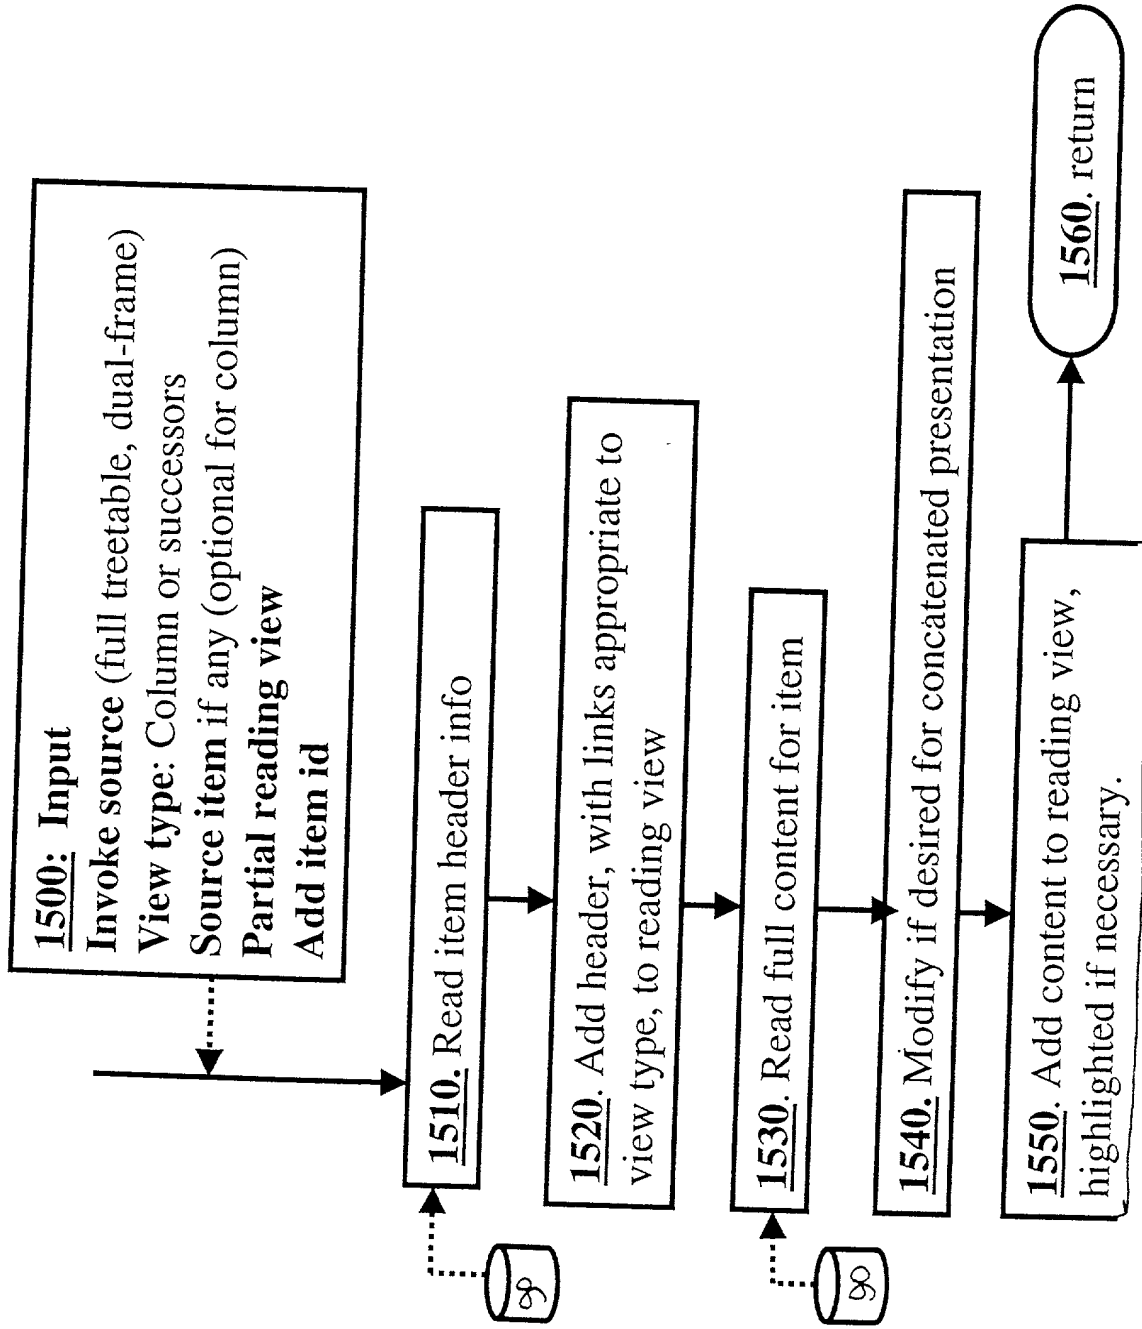 1500: Input
Invoke source (full treetable, dual-frame)
View type: Column or successors
Source item if any (optional for column)
Partial reading view
Add item id
1510. Read item header info
1520. Add header, with links appropriate to
view type, to reading view
1530. Read full content for item
90
1540. Modify if desired for concatenated presentation
1550. Add content to reading view,
highlighted if necessary.
1560. return